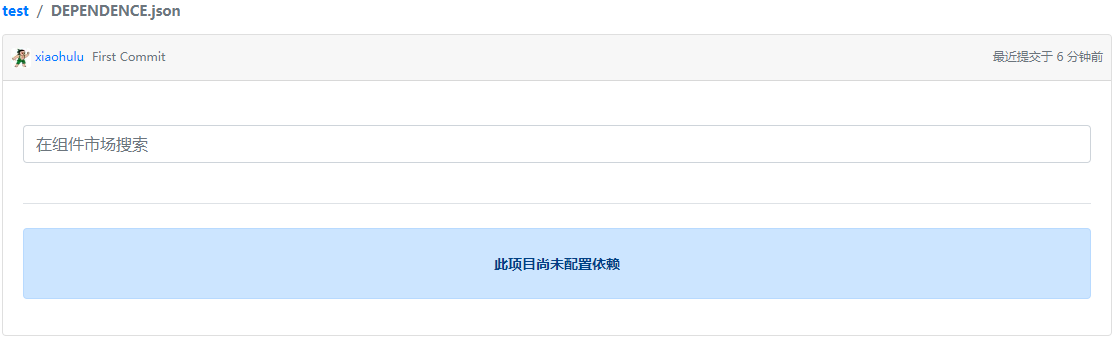 test / DEPENDENCE.json
xiaohulu First Commit 最近提交于 6 分钟前
在组件市场搜索
此项目尚未配置依赖